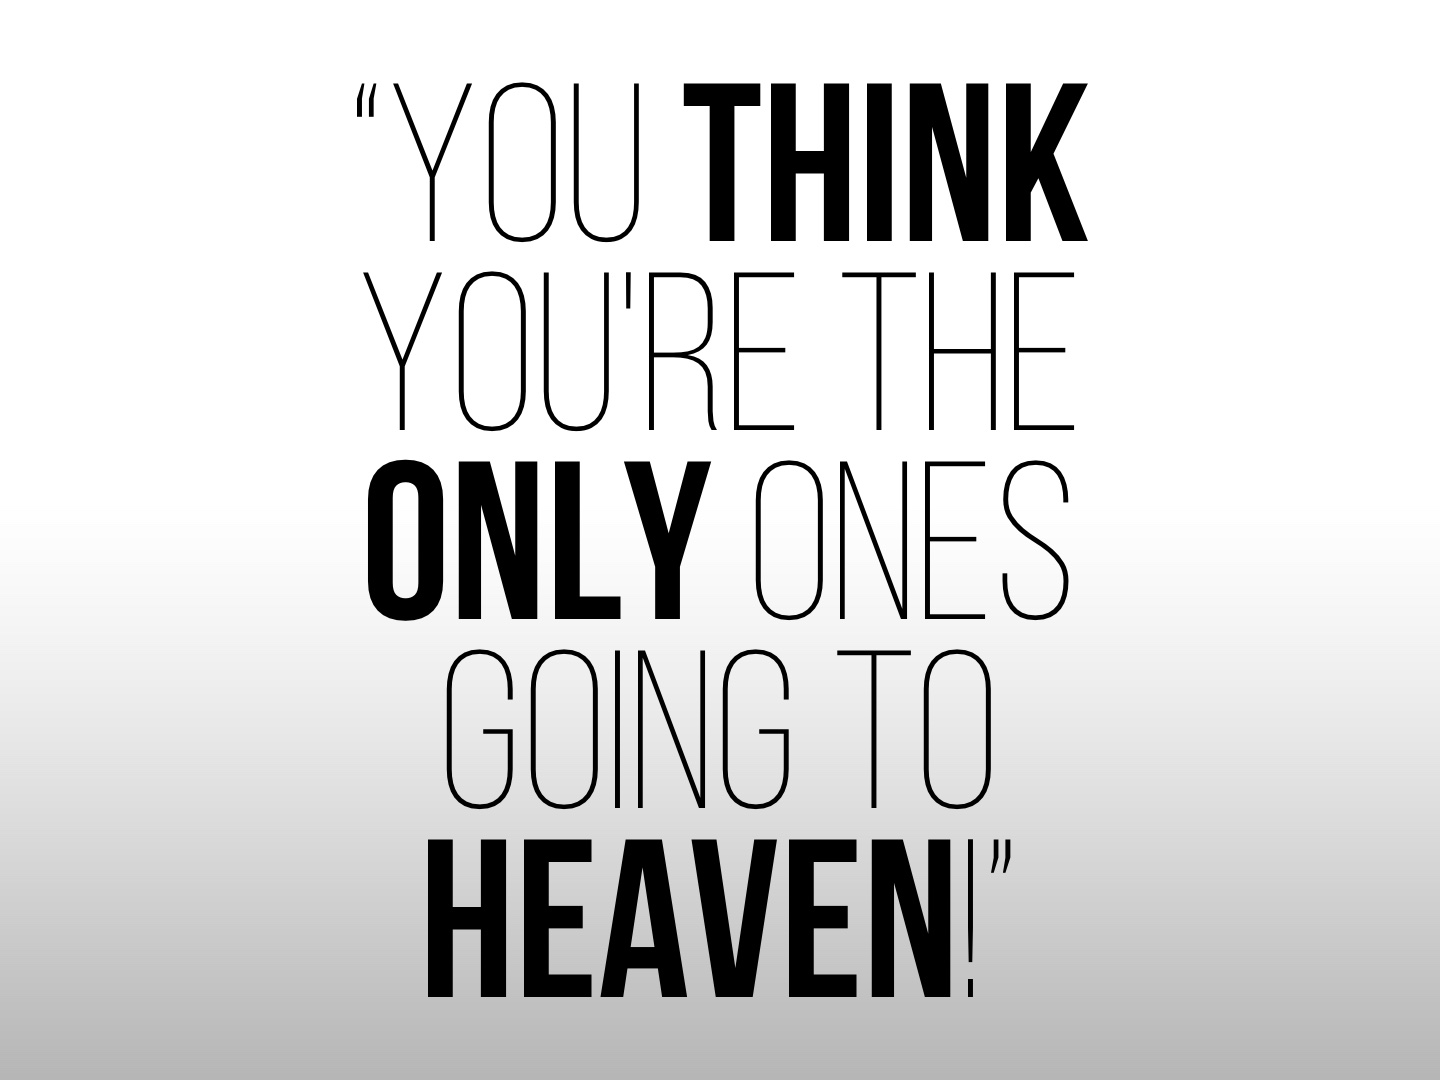 “YOU THINK
YOU'RE THE
ONLY ONES
GOING TO
HEAVEN!”